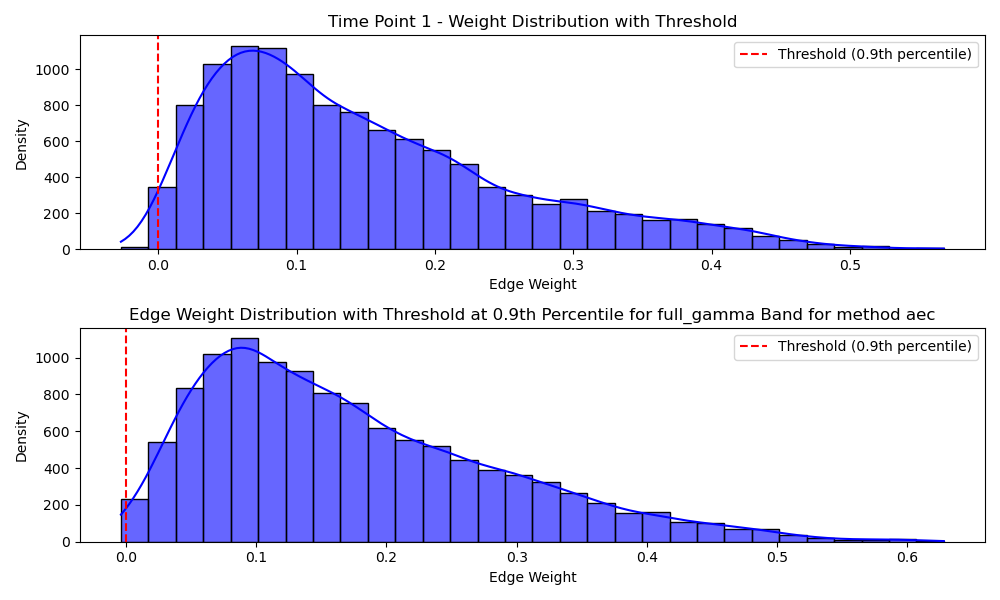 Time Point 1 - Weight Distribution with Threshold
Threshold (0.9th percentile)
Density
1000
800
600
400
200
0
0.0 0.1 0.2 0.3 0.4 0.5
Edge Weight
Edge Weight Distribution with Threshold at 0.9th Percentile for full_gamma Band for method aec
Threshold (0.9th percentile)
Density
1000
800
600
400
200
0
0.0 0.1 0.2 0.3 0.4 0.5 0.6
Edge Weight